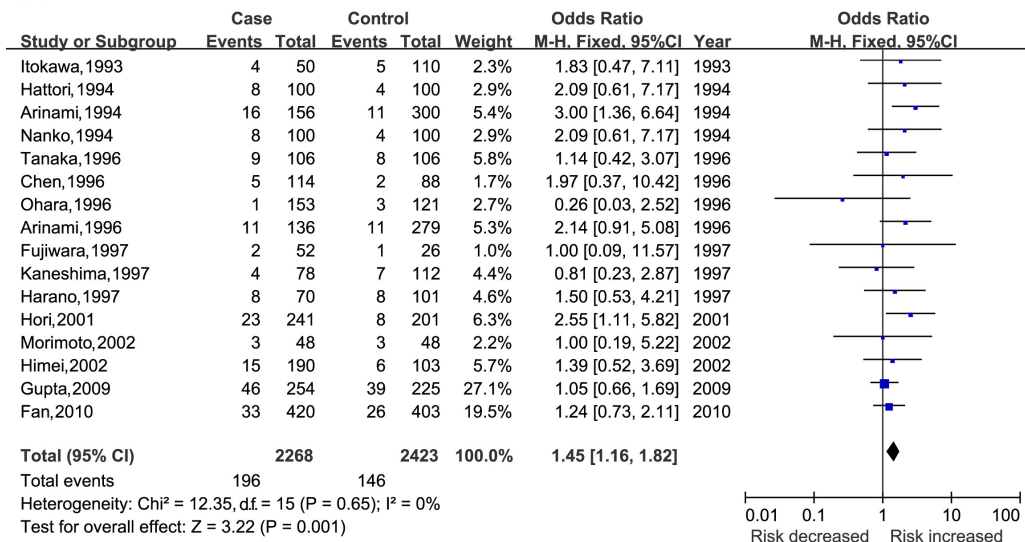 Case Control Odds Ratio Odds Ratio
Study or Subgroup Events Total Events Total Weight M-H, Fixed, 95%CI Year M-H, Fixed, 95%CI
Itokawa,1993 4 50 5 110 2.3% 1.83 [0.47, 7.11] 1993
Hattori,1994 8 100 4 100 2.9% 2.09 [0.61, 7.17] 1994
Arinami,1994 16 156 11 300 5.4% 3.00 [1.36, 6.64] 1994
Nanko,1994 8 100 4 100 2.9% 2.09 [0.61, 7.17] 1994
Tanaka,1996 9 106 8 106 5.8% 1.14 [0.42, 3.07] 1996
Chen,1996 5 114 2 88 1.7% 1.97 [0.37, 10.42] 1996
Ohara,1996 1 153 3 121 2.7% 0.26 [0.03, 2.52] 1996
Arinami,1996 11 136 11 279 5.3% 2.14 [0.91, 5.08] 1996
Fujiwara,1997 2 52 1 26 1.0% 1.00 [0.09, 11.57] 1997
Kaneshima,1997 4 78 7 112 4.4% 0.81 [0.23, 2.87] 1997
Harano,1997 8 70 8 101 4.6% 1.50 [0.53, 4.21] 1997
Hori,2001 23 241 8 201 6.3% 2.55 [1.11, 5.82] 2001
Morimoto,2002 3 48 3 48 2.2% 1.00 [0.19, 5.22] 2002
Himei,2002 15 190 6 103 5.4% 1.39 [0.52, 3.69] 2002
Gupta,2009 46 254 39 225 27.1% 1.05 [0.66, 1.69] 2009
Fan,2010 33 420 26 403 19.5% 1.24 [0.73, 2.11] 2010
Total (95% CI) 2268 2423 100.0% 1.45 [1.16, 1.82]
Total events 196 146
Heterogeneity: Chi² = 12.35, d.f. = 15 (P = 0.65); I² = 0%
Test for overall effect: Z = 3.22 (P = 0.001)
0.01 0.1 1 10 100
Risk decreased Risk increased